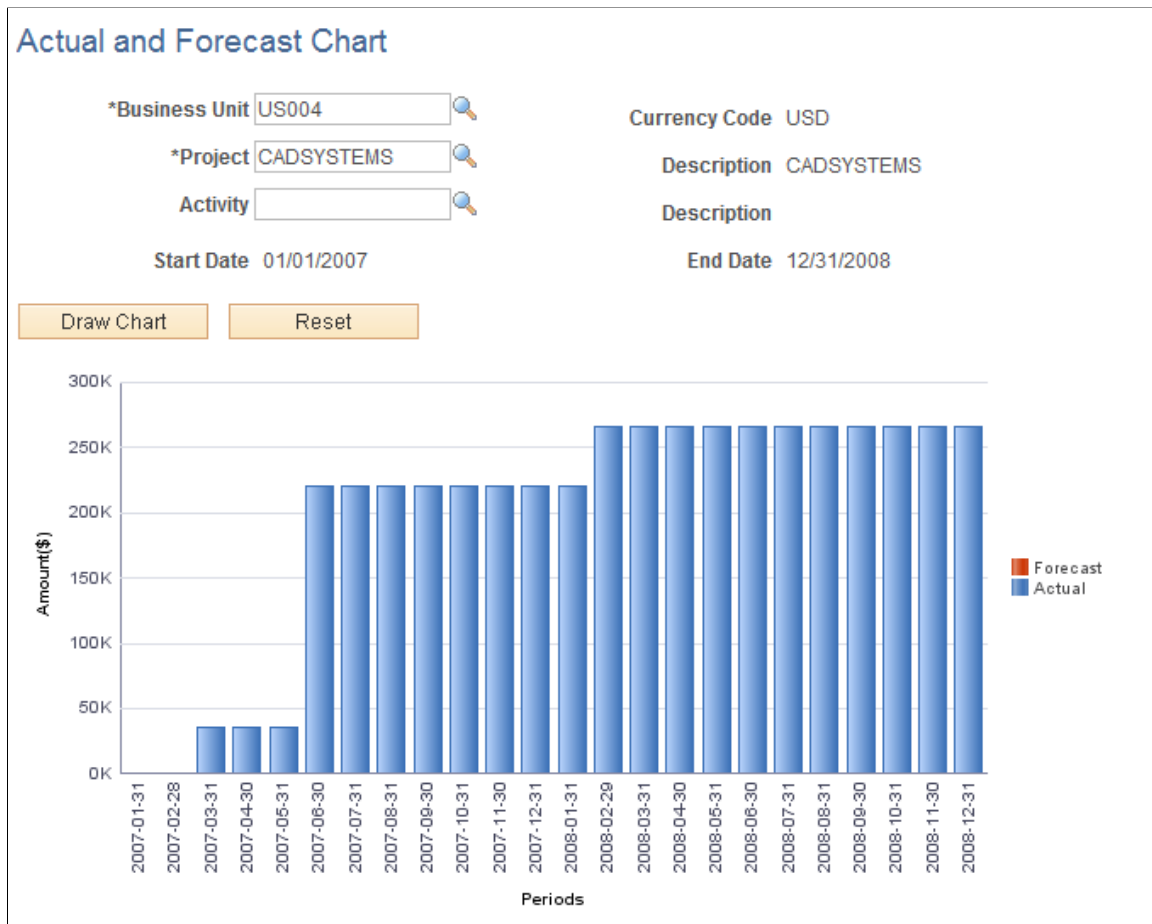 Actual and Forecast Chart
*Business Unit US004
Currency Code USD
*Project CADSYSTEMS
Description CADSYSTEMS
Activity
Description
Start Date 01/01/2007
End Date 12/31/2008
Draw Chart
Reset
300K
250K
200K
150K
100K
50K
0K
Amount($)
Forecast
Actual
2007-01-31
2007-02-28
2007-03-31
2007-04-30
2007-05-31
2007-06-30
2007-07-31
2007-08-31
2007-09-30
2007-10-31
2007-11-30
2007-12-31
2008-01-31
2008-02-29
2008-03-31
2008-04-30
2008-05-31
2008-06-30
2008-07-31
2008-08-31
2008-09-30
2008-10-31
2008-11-30
2008-12-31
Periods